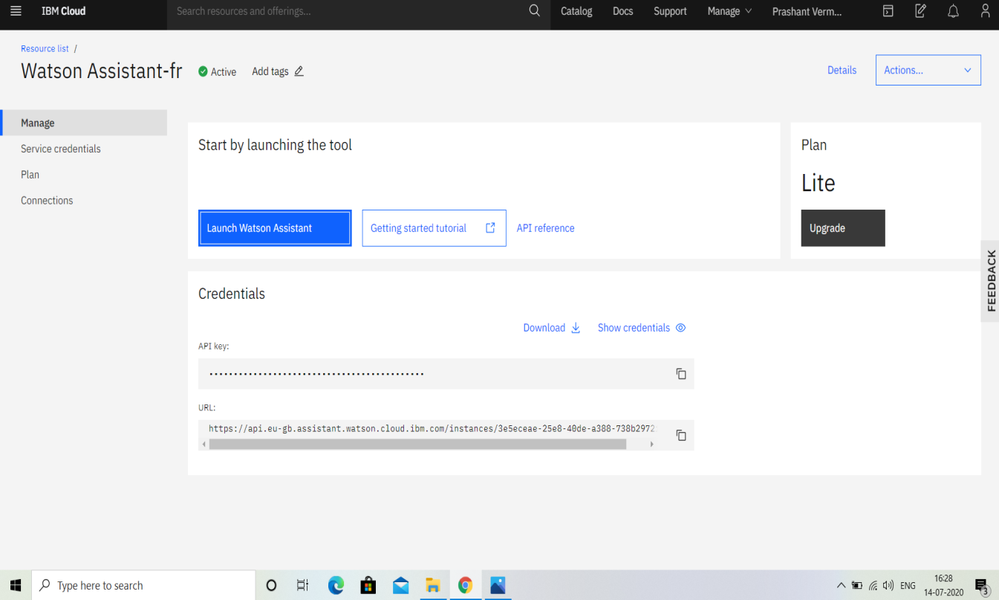 IBM Cloud
Search resources and offerings...
Catalog Docs Support Manage Prashant Verm...
Resource list /
Watson Assistant-fr Active Add tags
Details Actions...
Manage
Service credentials
Plan
Connections
Start by launching the tool
Launch Watson Assistant Getting started tutorial API reference
Plan
Lite
Upgrade
FEEDBACK
Credentials
Download Show credentials
API key:
URL:
https://api.eu-gb.assistant.watson.cloud.ibm.com/instances/3e5eceae-25e8-40de-a388-738b2972
Type here to search
ENG
16:28
14-07-2020
3